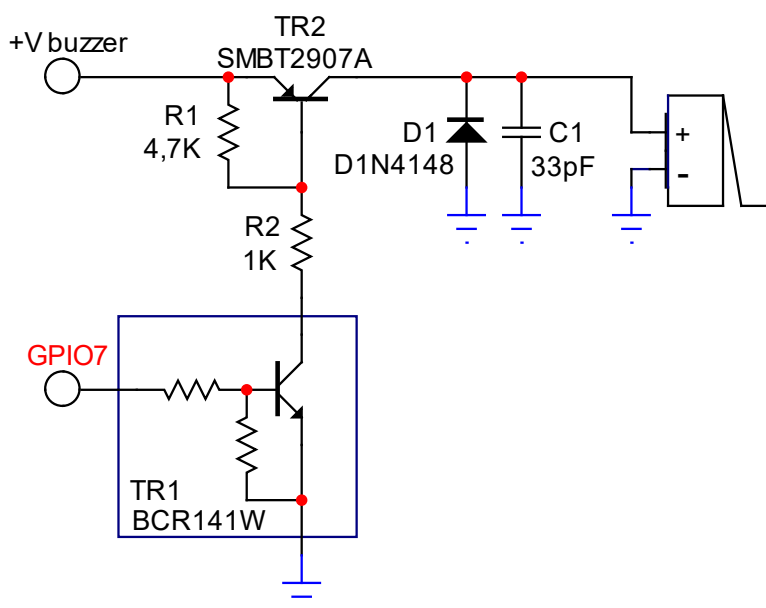 TR2
+V buzzer
SMBT2907A
R1
4,7K
D1
D1N4148
C1
33pF
+
-
R2
1K
GPIO7
TR1
BCR141W